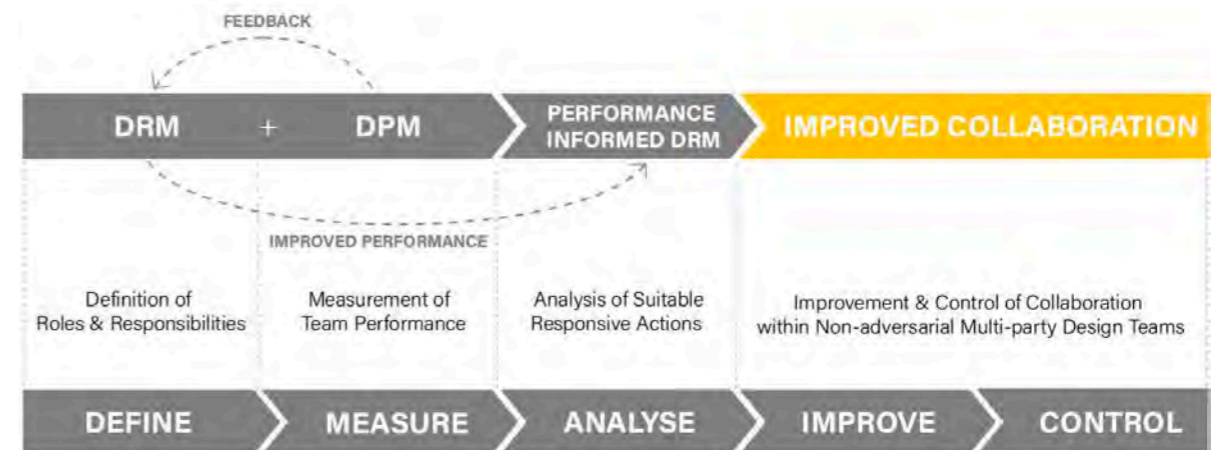 FEEDBACK
DRM + DPM
PERFORMANCE
INFORMED DRM
IMPROVED COLLABORATION
IMPROVED PERFORMANCE
Definition of
Roles & Responsibilities
Measurement of
Team Performance
Analysis of Suitable
Responsive Actions
Improvement & Control of Collaboration
within Non-adversarial Multi-party Design Teams
DEFINE
MEASURE
ANALYSE
IMPROVE
CONTROL